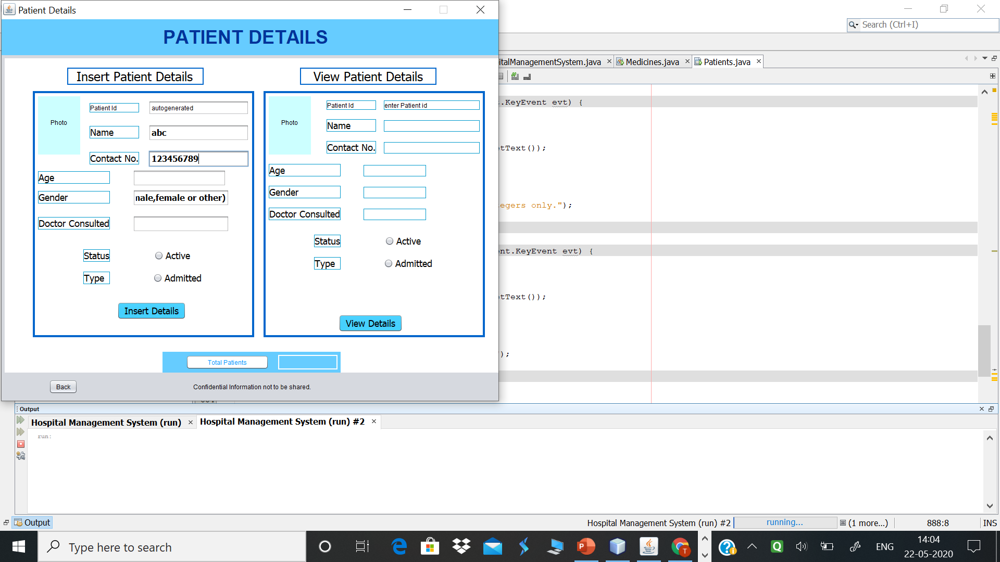 Patient Details
PATIENT DETAILS
Insert Patient Details
Photo
Patient Id
autogenerated
Name
abc
Contact No.
123456789
Age
Gender
nale,female or other)
Doctor Consulted
Status
Active
Type
Admitted
Insert Details
View Patient Details
Photo
Patient Id
enter Patient id
Name
Contact No.
Age
Gender
Doctor Consulted
Status
Active
Type
Admitted
View Details
Total Patients
Back
Confidential Information not to be shared.
Search (Ctrl+I)
italManagementSystem.java
Medicines.java
Patients.java
.KeyEvent evt) {
tText());
egers only.");
nt.KeyEvent evt) {
tText());
);
Output
Hospital Management System (run)
Hospital Management System (run) #2
run:
Output
Hospital Management System (run) #2
running...
(1 more...)
888:8
INS
Type here to search
ENG
14:04
22-05-2020